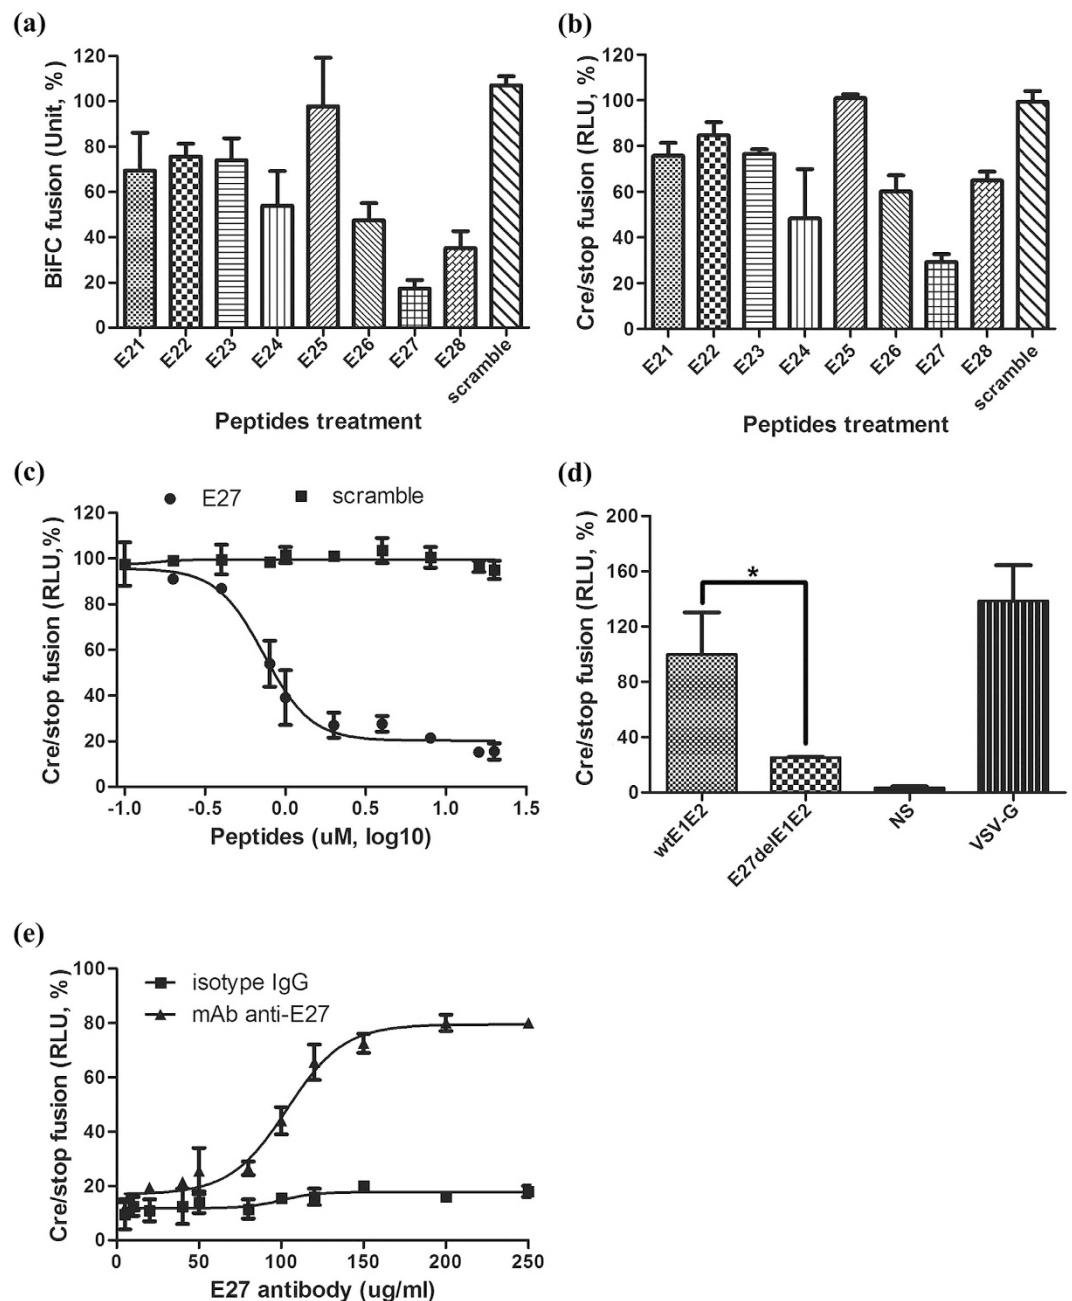 (a)
BiFC fusion (Unit, %)
120
100
80
60
40
20
0
E21 E22 E23 E24 E25 E26 E27 E28 scramble
Peptides treatment
(b)
Cre/stop fusion (RLU, %)
120
100
80
60
40
20
0
E21 E22 E23 E24 E25 E26 E27 E28 scramble
Peptides treatment
(c)
E27 scramble
Cre/stop fusion (RLU,%)
120
100
80
60
40
20
0
-1.0 -0.5 0.0 0.5 1.0 1.5
Peptides (uM, log10)
(d)
Cre/stop fusion (RLU, %)
200
160
120
80
40
0
*
wtE1E2 E27delE1E2 NS VSV-G
(e)
Cre/stop fusion (RLU, %)
100
80
60
40
20
0
isotype IgG
mAb anti-E27
0 50 100 150 200 250
E27 antibody (ug/ml)